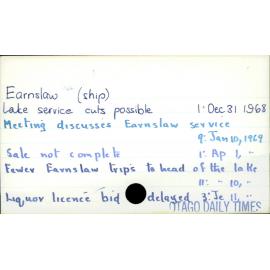 Earnslaw (ship)
Lake service cuts possible 1: Dec 31 1968
Meeting discusses Earnslaw service
9: Jan 10, 1969
Sale not complete 1: Ap 1, "
Fewer Earnslaw trips to head of the lake
11: " 10, "
Liquor licence bid delayed 3: Je 11, "
OTAGO DAILY TIMES